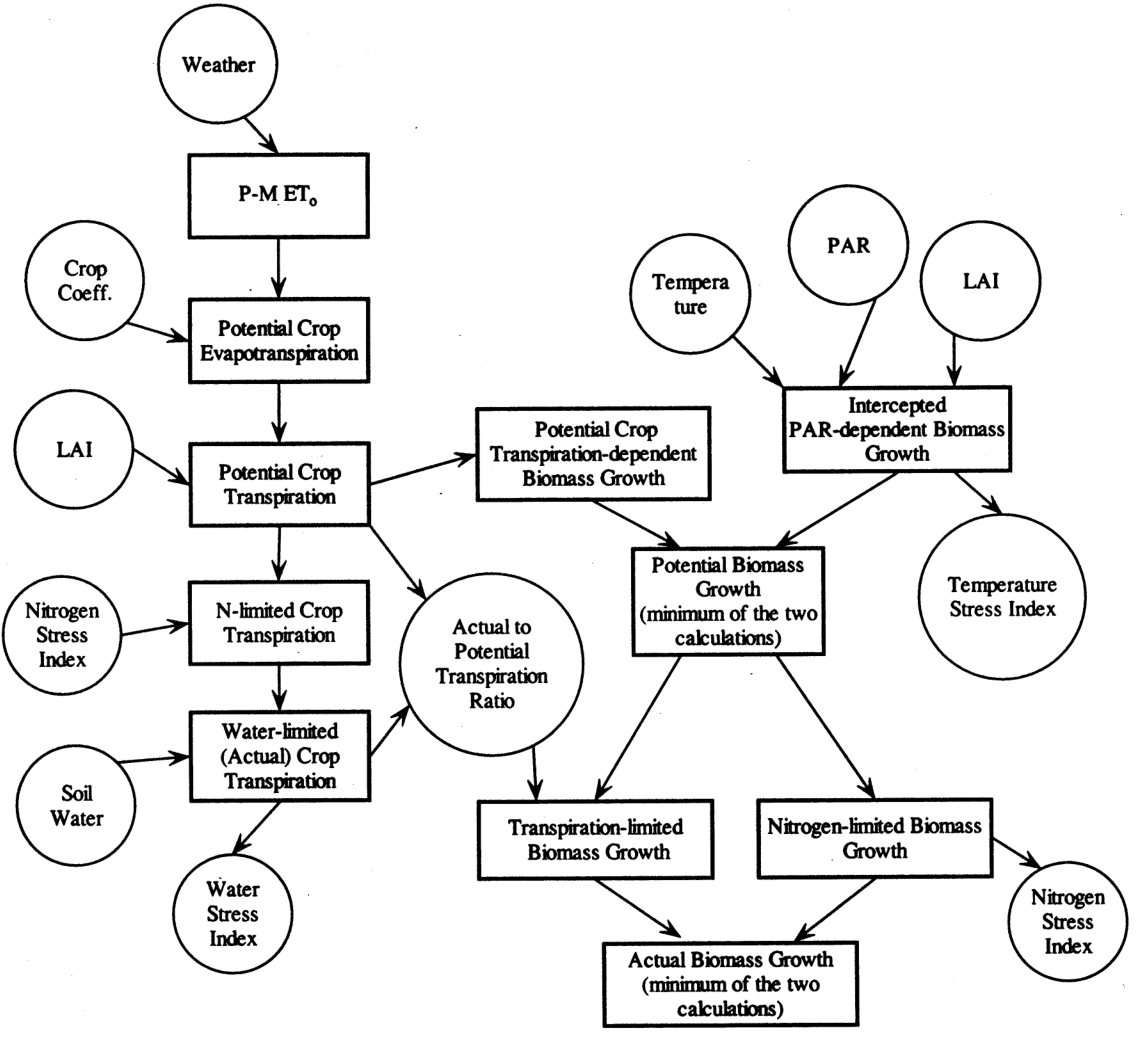 Weather
P-M ET₀
Crop
Coeff.
Potential Crop
Evapotranspiration
LAI
Potential Crop
Transpiration
Nitrogen
Stress
Index
N-limited Crop
Transpiration
Soil
Water
Water-limited
(Actual) Crop
Transpiration
Water
Stress
Index
Potential Crop
Transpiration-dependent
Biomass Growth
Actual to
Potential
Transpiration
Ratio
Tempera
ture
PAR
LAI
Intercepted
PAR-dependent Biomass
Growth
Potential Biomass
Growth
(minimum of the two
calculations)
Temperature
Stress Index
Transpiration-limited
Biomass Growth
Nitrogen-limited Biomass
Growth
Nitrogen
Stress
Index
Actual Biomass Growth
(minimum of the two
calculations)